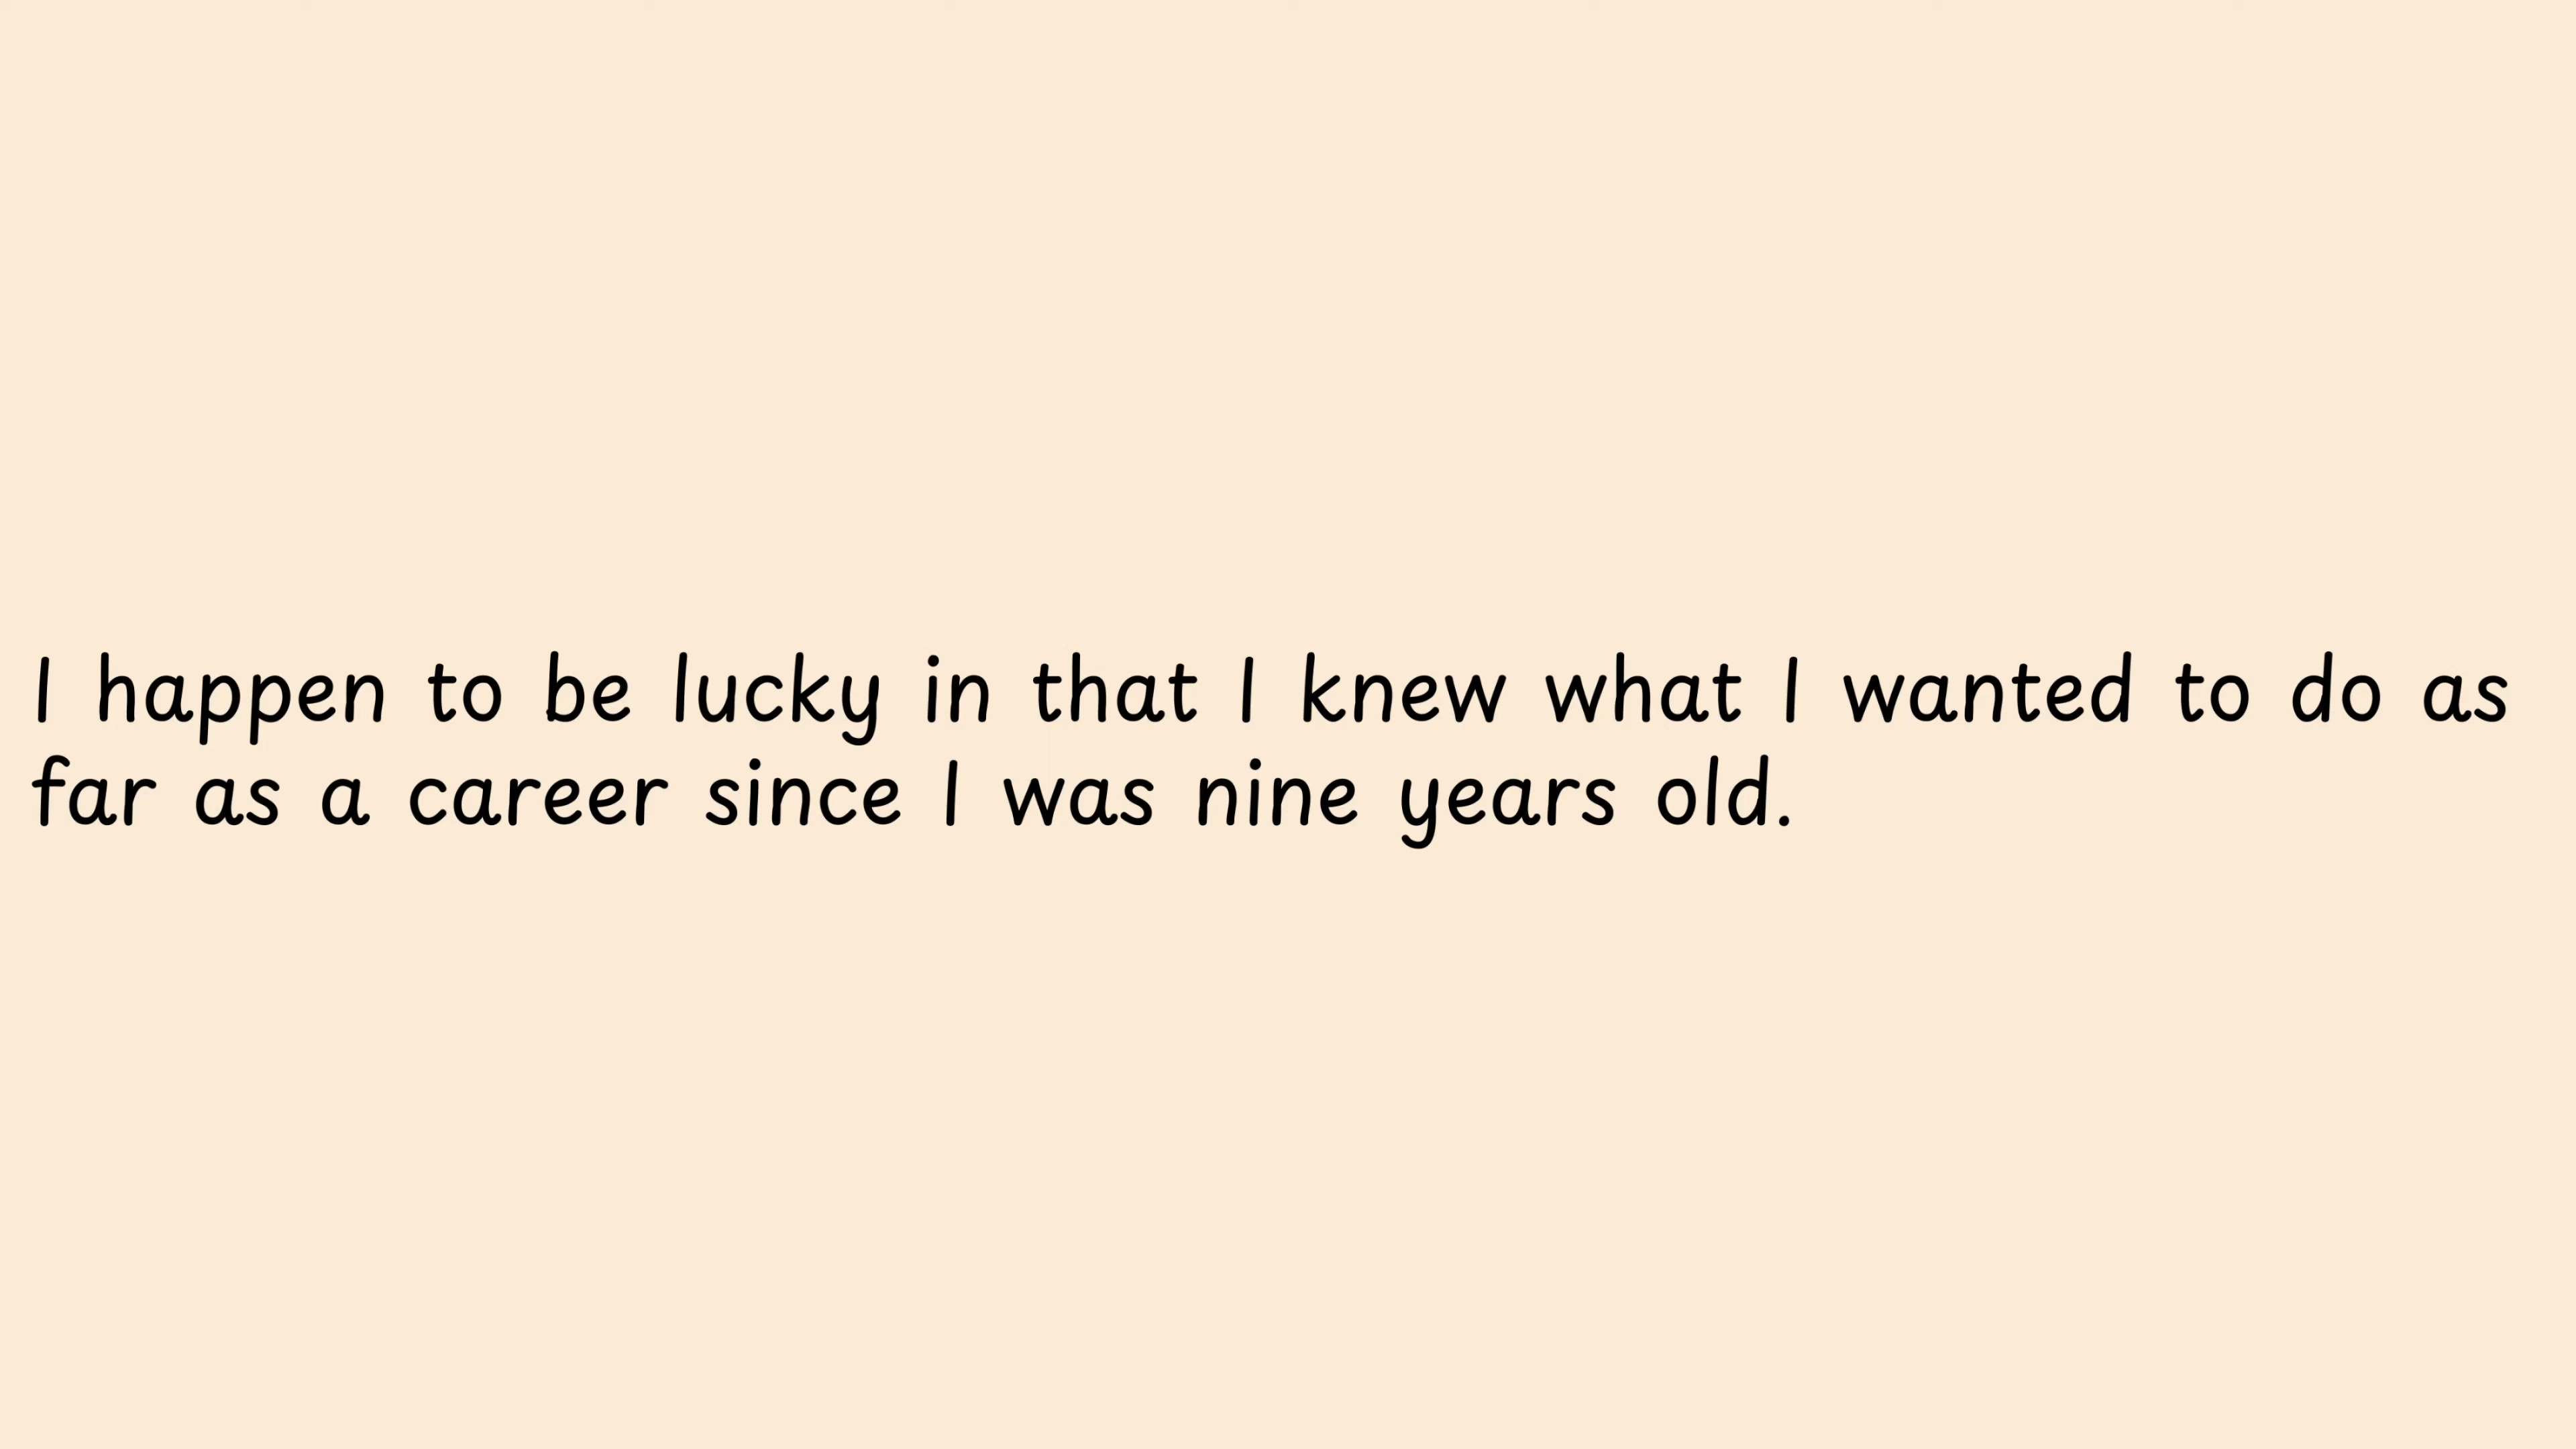 I happen to be lucky in that I knew what I wanted to do as
far as a career since I was nine years old.